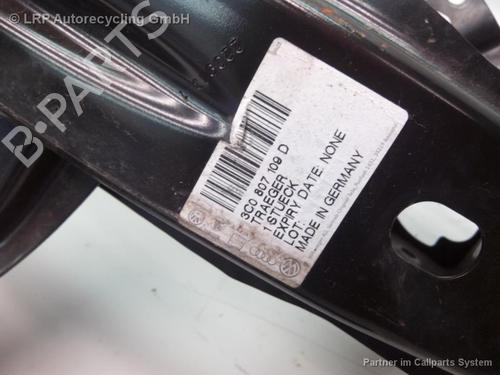 © LRP Autorecycling GmbH
B-PARTS
3C0 807 109 D
TRAEGER
1 STUECK
EXPIRY DATE: NONE
LOT:
MADE IN GERMANY
Partner im Callparts System